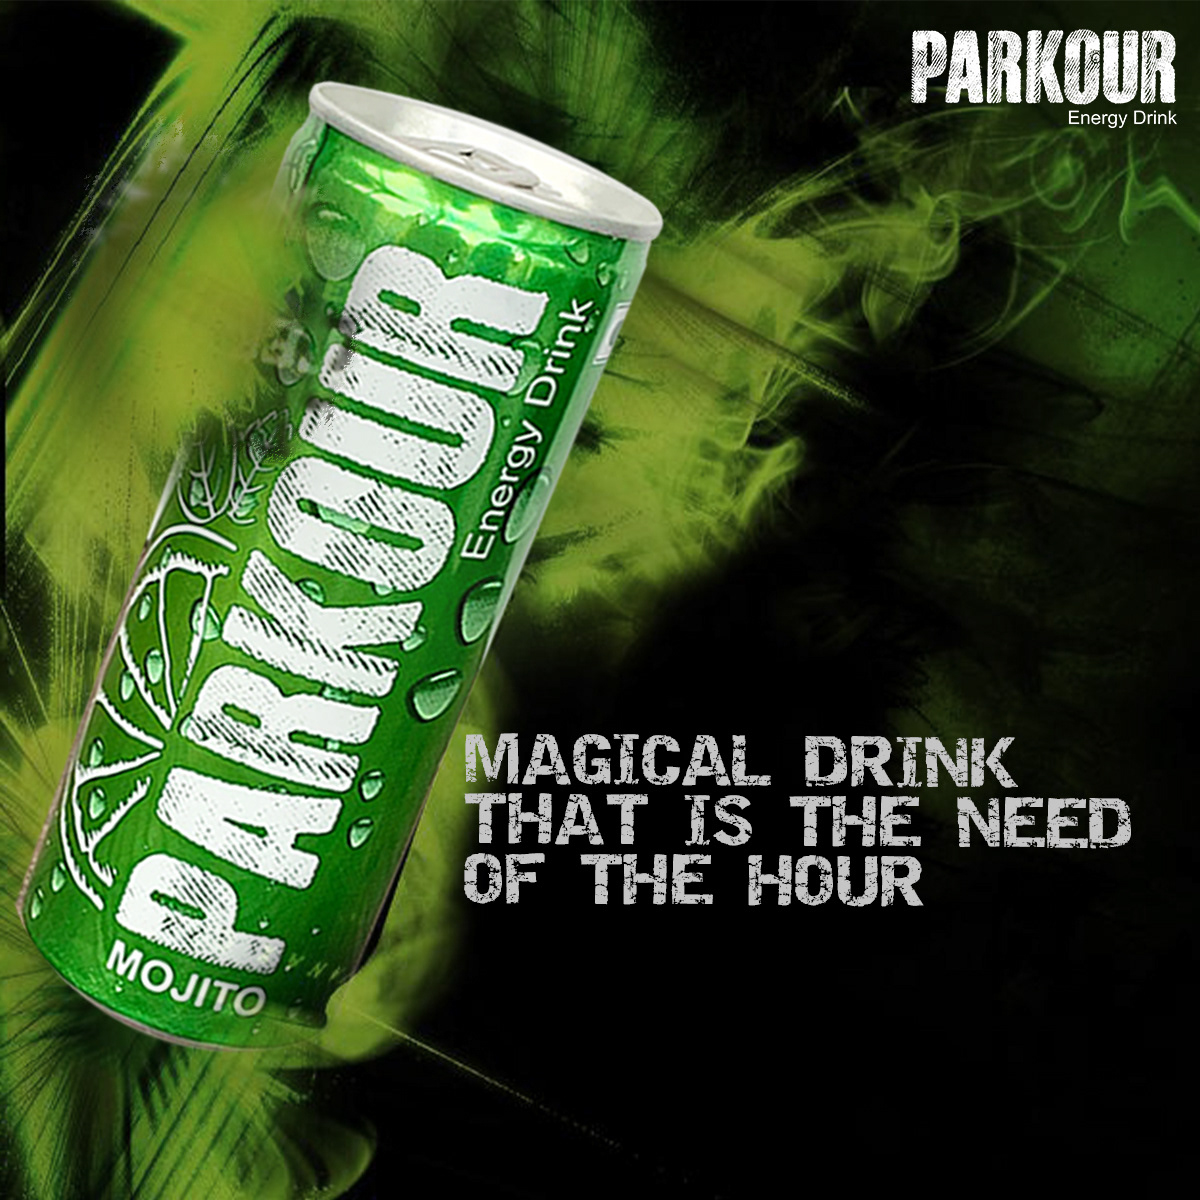 PARKOUR
Energy Drink
PARKOUR
Energy Drink
MOJITO
MAGICAL DRINK
THAT IS THE NEED
OF THE HOUR